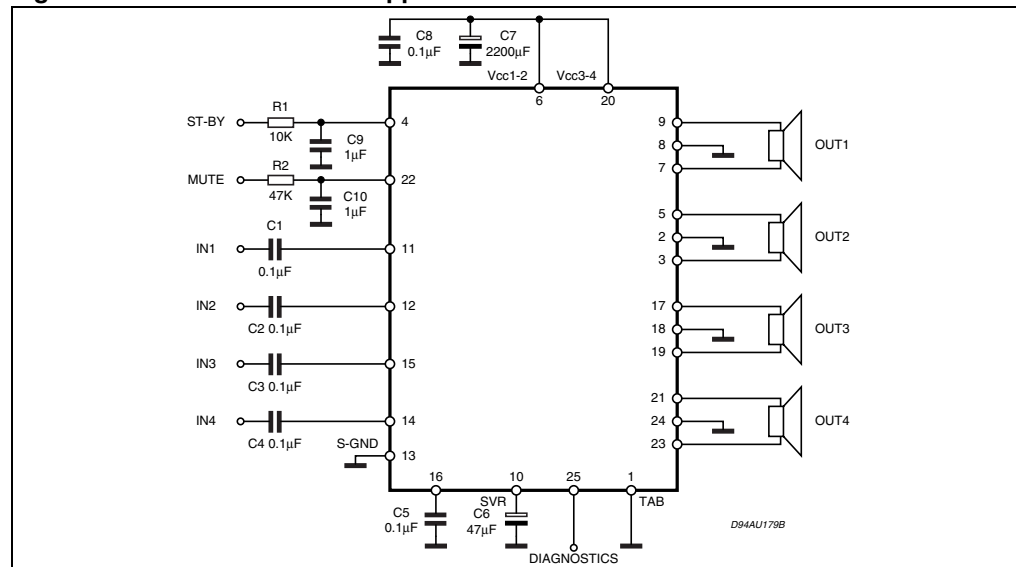 C8
0.1μF
C7
2200μF
Vcc1-2
Vcc3-4
6
20
ST-BY
R1
10K
C9
1μF
4
MUTE
R2
47K
C10
1μF
22
IN1
C1
0.1μF
11
IN2
C2 0.1μF
12
IN3
C3 0.1μF
15
IN4
C4 0.1μF
14
S-GND
13
9
8
7
OUT1
5
2
3
OUT2
17
18
19
OUT3
21
24
23
OUT4
16
10
25
1
SVR
TAB
C5
0.1μF
C6
47μF
DIAGNOSTICS
D94AU179B